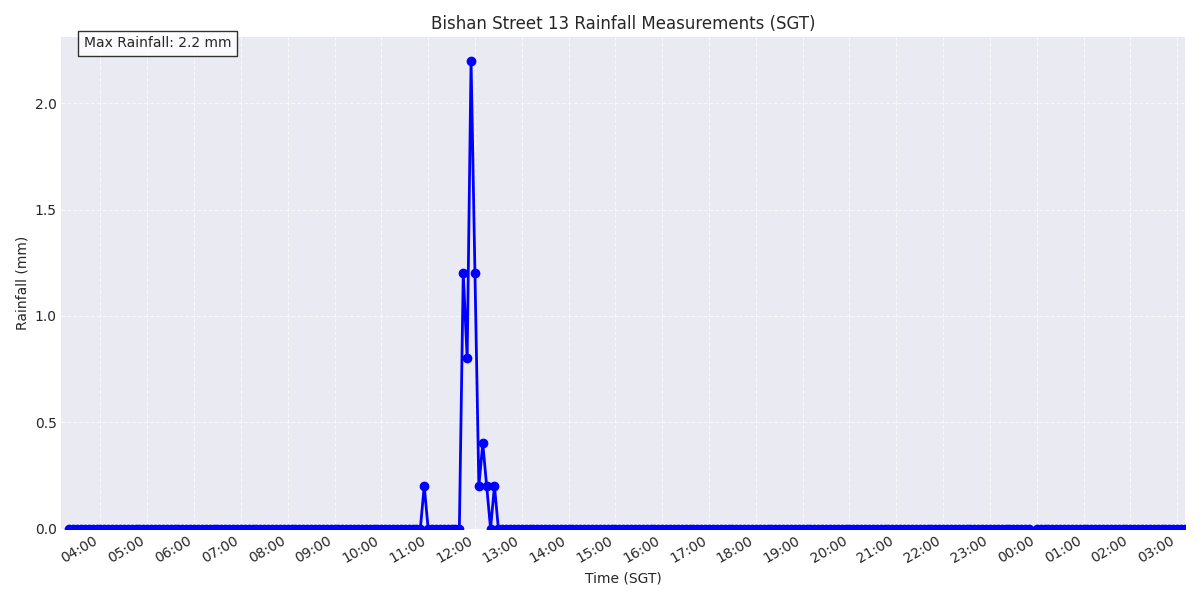 Bishan Street 13 Rainfall Measurements (SGT)
Max Rainfall: 2.2 mm
2.0
1.5
1.0
0.5
0.0
Rainfall (mm)
04:00 05:00 06:00 07:00 08:00 09:00 10:00 11:00 12:00 13:00 14:00 15:00 16:00 17:00 18:00 19:00 20:00 21:00 22:00 23:00 00:00 01:00 02:00 03:00
Time (SGT)